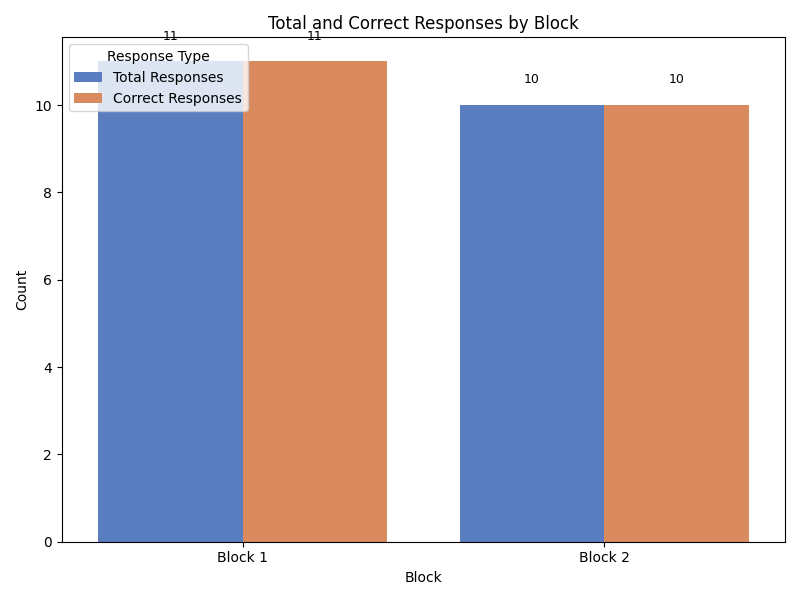 Total and Correct Responses by Block
11
11
Response Type
Total Responses
Correct Responses
10
10
10
8
6
4
2
0
Count
Block 1
Block 2
Block